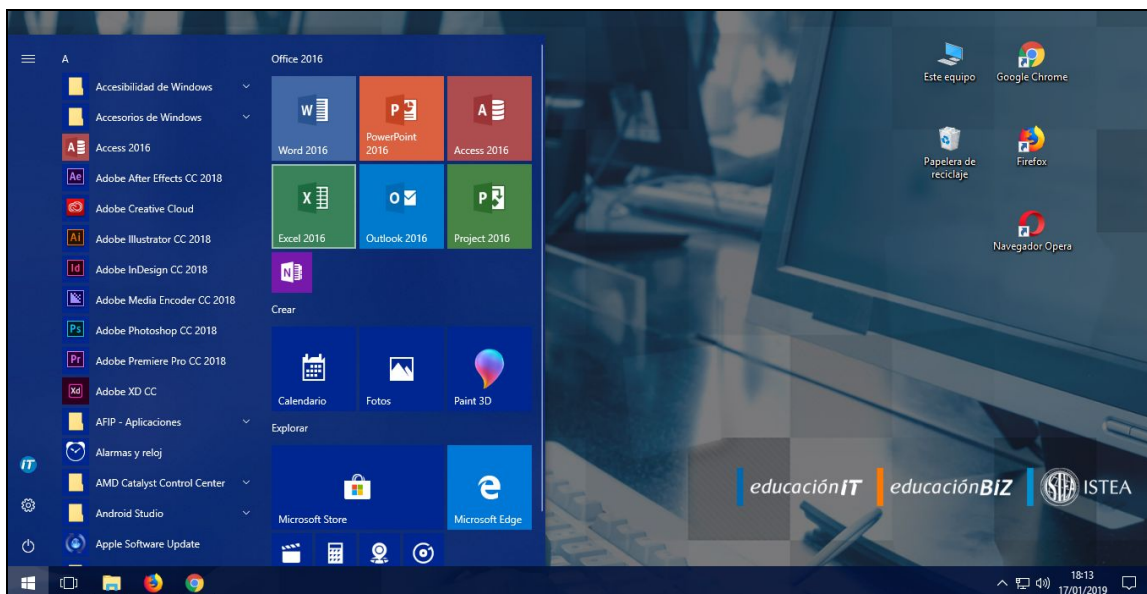 A
Accesibilidad de Windows
Accesorios de Windows
Access 2016
Adobe After Effects CC 2018
Adobe Creative Cloud
Adobe Illustrator CC 2018
Adobe InDesign CC 2018
Adobe Media Encoder CC 2018
Adobe Photoshop CC 2018
Adobe Premiere Pro CC 2018
Adobe XD CC
AFIP - Aplicaciones
Alarmas y reloj
AMD Catalyst Control Center
Android Studio
Apple Software Update
Office 2016
Word 2016
PowerPoint
2016
Access 2016
Excel 2016
Outlook 2016
Project 2016
Crear
Calendario
Fotos
Paint 3D
Explorar
Microsoft Store
Microsoft Edge
Este equipo
Google Chrome
Papelera de
reciclaje
Firefox
Navegador Opera
educaciónIT
educaciónBIZ
ISTEA
18:13
17/01/2019